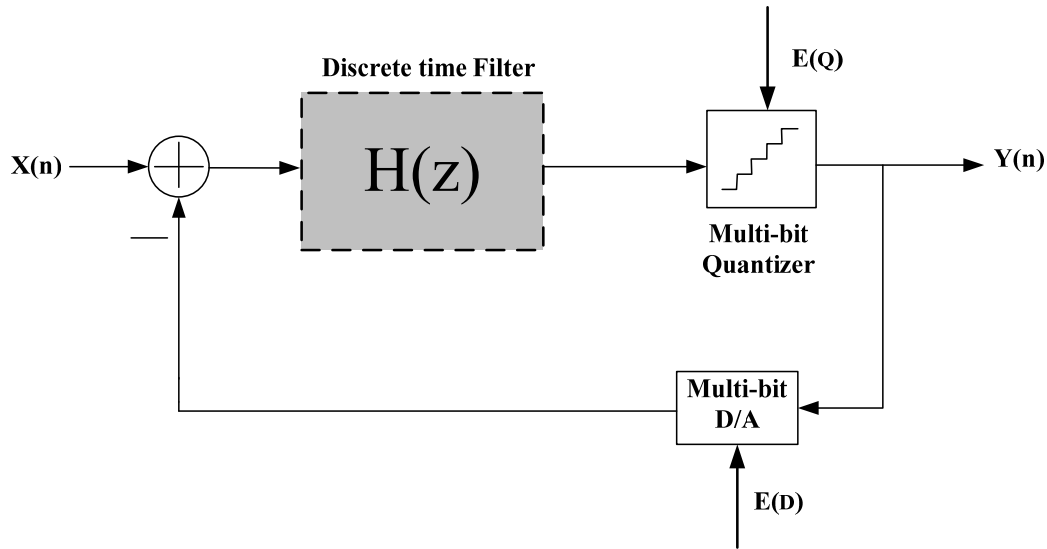 Discrete time Filter
E(Q)
X(n)
H(z)
Y(n)
Multi-bit
Quantizer
Multi-bit
D/A
E(D)